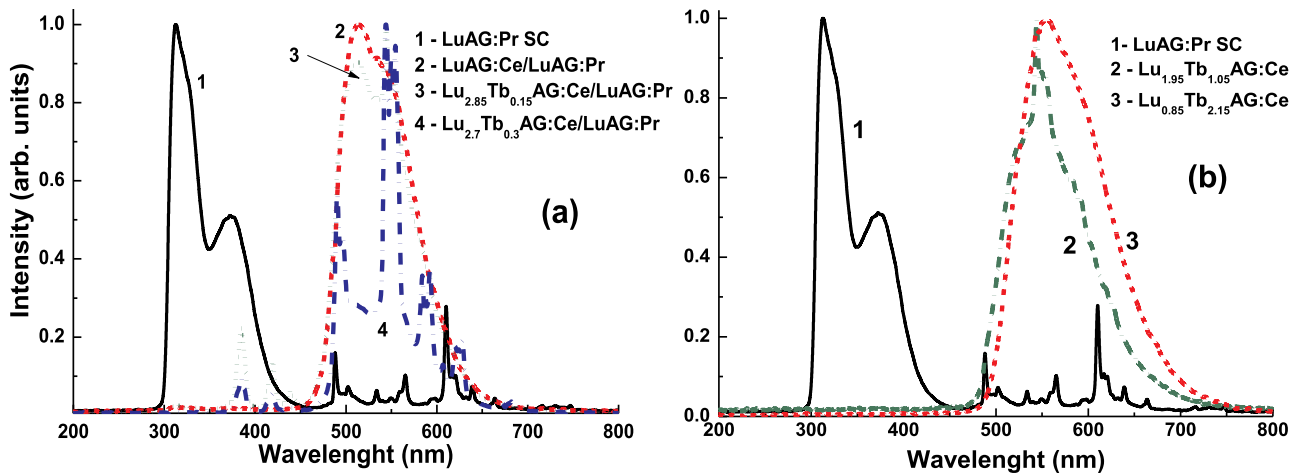 Intensity (arb. units)
1.0
0.8
0.6
0.4
0.2
200 300 400 500 600 700 800
Wavelenght (nm)
1
2
3
4
1 - LuAG:Pr SC
2 - LuAG:Ce/LuAG:Pr
3 - Lu2.85Tb0.15AG:Ce/LuAG:Pr
4 - Lu2.7Tb0.3AG:Ce/LuAG:Pr
(a)
1.0
0.8
0.6
0.4
0.2
0.0
200 300 400 500 600 700 800
Wavelenght (nm)
1
2
3
1- LuAG:Pr SC
2 - Lu1.95Tb1.05AG:Ce
3 - Lu0.85Tb2.15AG:Ce
(b)